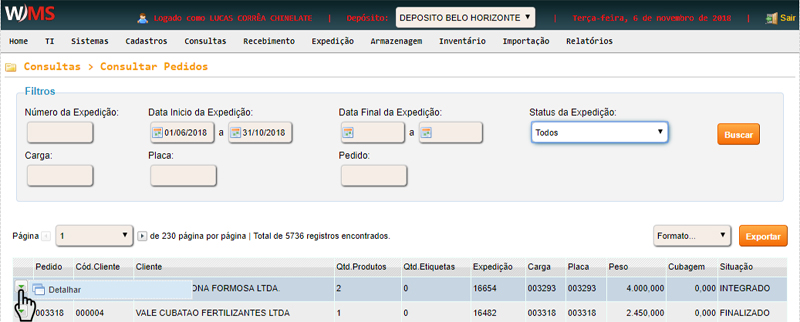 WMS Logado como LUCAS CORRÊA CHINELATE | Depósito: DEPOSITO BELO HORIZONTE | Terça-feira, 6 de novembro de 2018 | Sair
Home TI Sistemas Cadastros Consultas Recebimento Expedição Armazenagem Inventário Importação Relatórios
Consultas > Consultar Pedidos
Filtros
Número da Expedição: Data Inicio da Expedição: Data Final da Expedição: Status da Expedição:
01/06/2018 a 31/10/2018 a Todos Buscar
Carga: Placa: Pedido:
Página 1 de 230 página por página | Total de 5736 registros encontrados. Formato... Exportar
Pedido Cód.Cliente Cliente Qtd.Produtos Qtd.Etiquetas Expedição Carga Placa Peso Cubagem Situação
Detalhar ONA FORMOSA LTDA. 2 0 16654 003293 003293 4.000,000 0,000 INTEGRADO
003318 000004 VALE CUBATAO FERTILIZANTES LTDA 1 0 16482 003318 003318 2.450,000 0,000 FINALIZADO